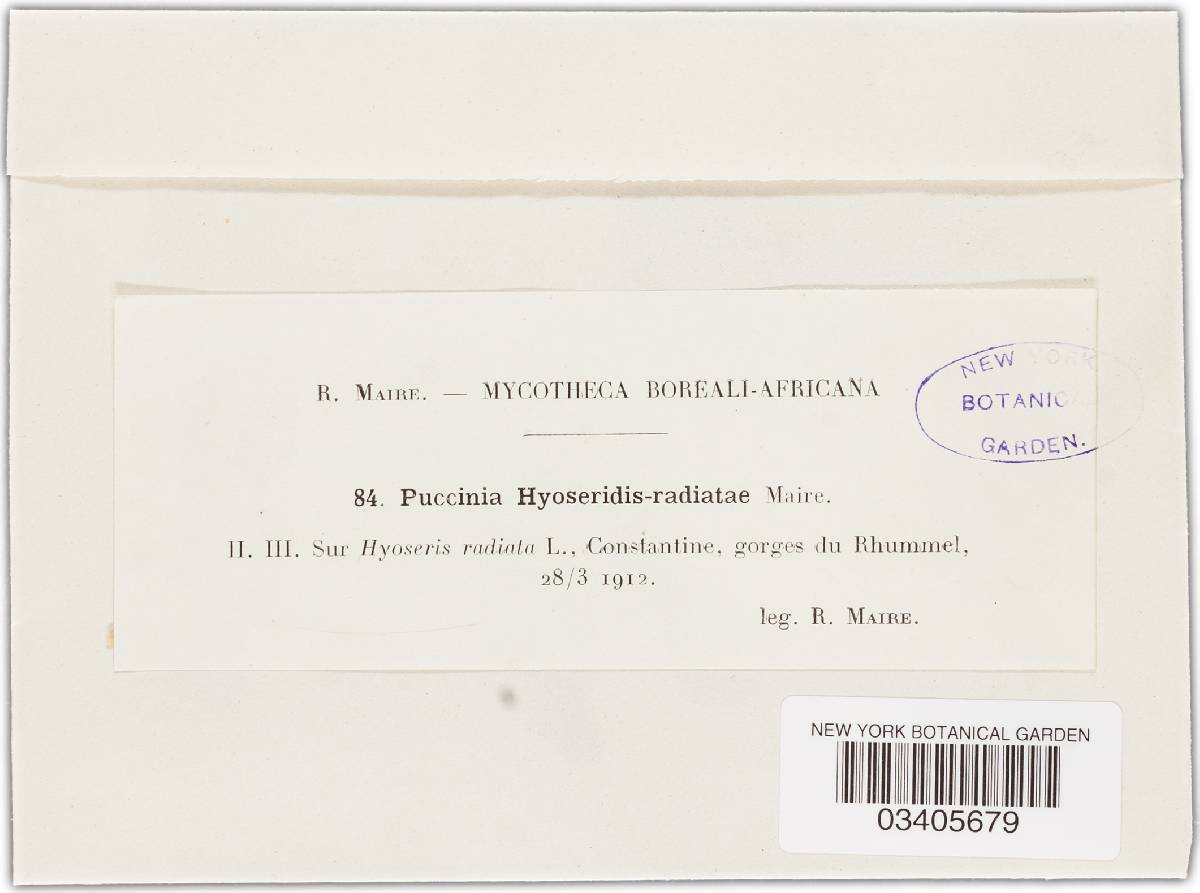 R. MAIRE. — MYCOTHECA BOREALI-AFRICANA
NEW YORK
BOTANICAL
GARDEN.
84. Puccinia Hyoseridis-radiatae Maire.
II. III. Sur Hyoseris radiata L., Constantine, gorges du Rhummel,
28/3 1912.
leg. R. MAIRE.
NEW YORK BOTANICAL GARDEN
03405679